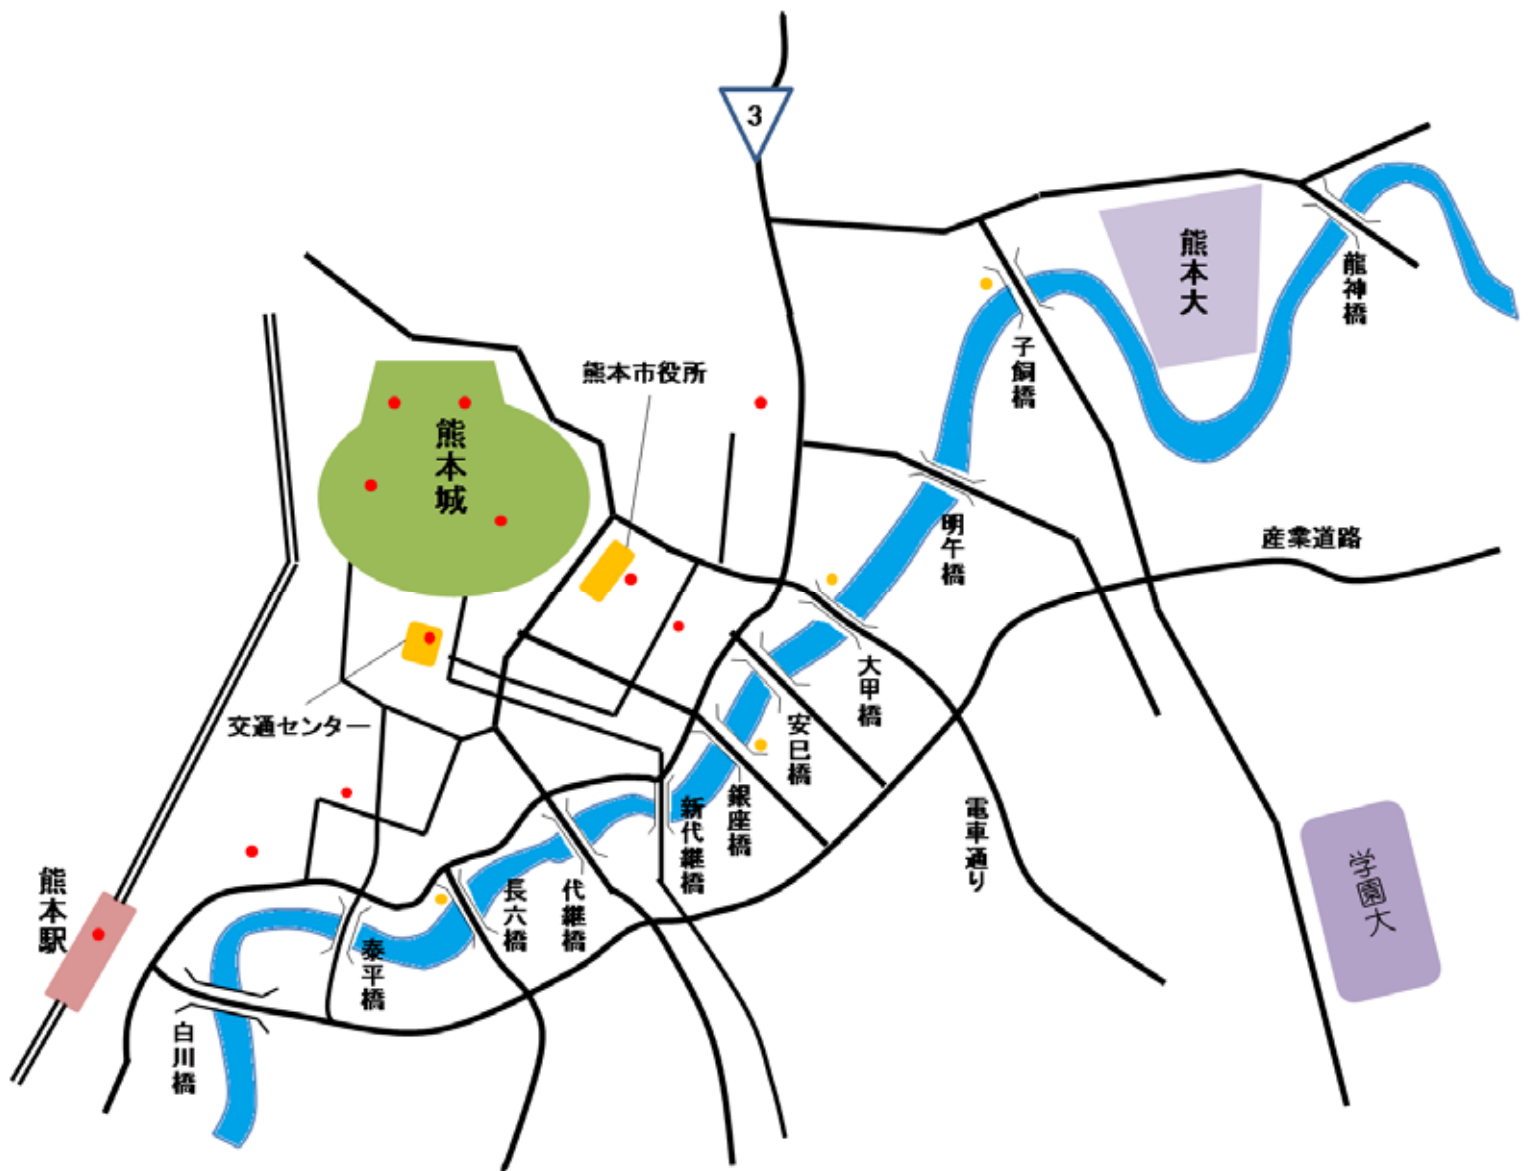 3
熊本大
龍神橋
子飼橋
熊本市役所
熊本城
明午橋
産業道路
大甲橋
安巳橋
交通センター
銀座橋
新代継橋
電車通り
学園大
熊本駅
長六橋
代継橋
泰平橋
白川橋